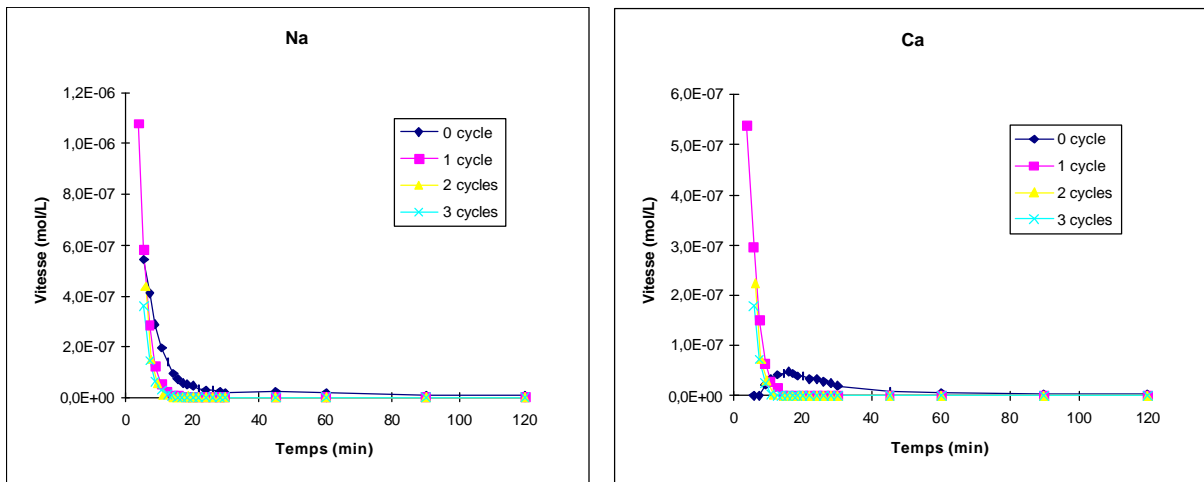 Na
1,2E-06
1,0E-06
8,0E-07
6,0E-07
4,0E-07
2,0E-07
0,0E+00
Vitesse (mol/L)
0 cycle
1 cycle
2 cycles
3 cycles
0 20 40 60 80 100 120
Temps (min)
Ca
6,0E-07
5,0E-07
4,0E-07
3,0E-07
2,0E-07
1,0E-07
0,0E+00
Vitesse (mol/L)
0 cycle
1 cycle
2 cycles
3 cycles
0 20 40 60 80 100 120
Temps (min)